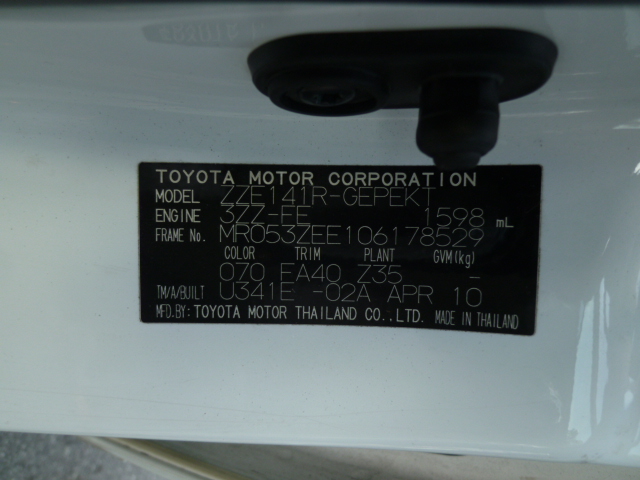 TOYOTA MOTOR CORPORATION
MODEL ZZE141R-GEPEKT
ENGINE 3ZZ-FE 1598 mL
FRAME No. MR053ZEE106178529
COLOR TRIM PLANT GVM(kg)
070 FA40 Z35 -
TM/A/BUILT U341E -02A APR 10
MFD.BY: TOYOTA MOTOR THAILAND CO.,LTD. MADE IN THAILAND